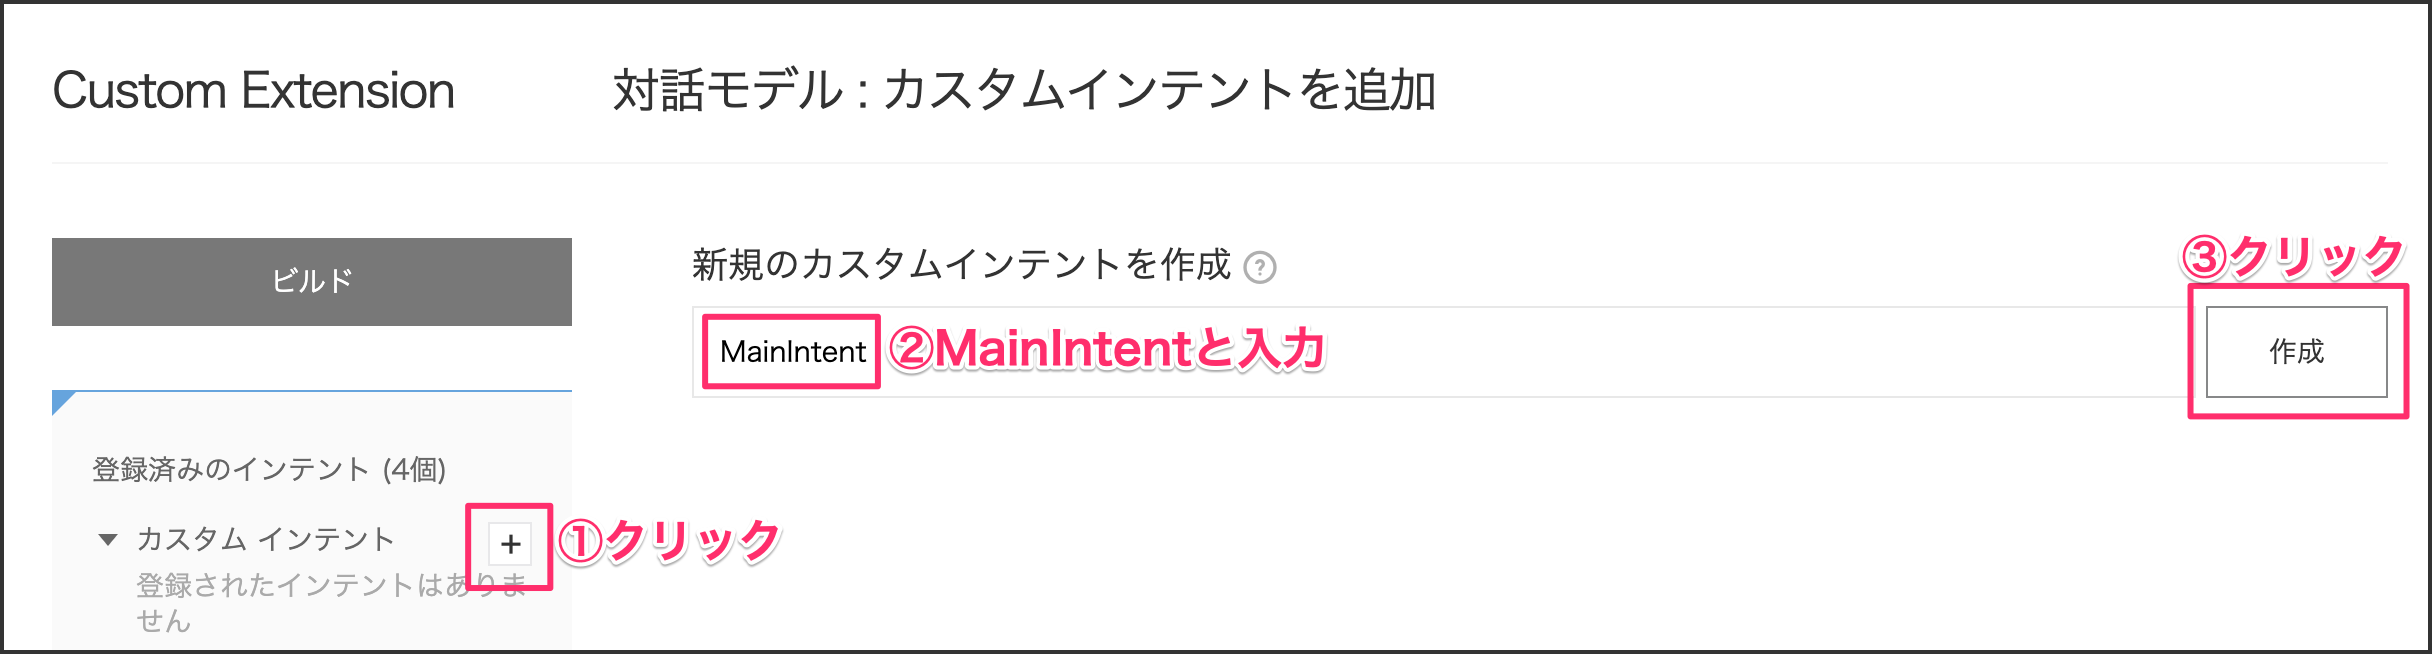 Custom Extension
対話モデル : カスタムインテントを追加
ビルド
新規のカスタムインテントを作成 ?
③クリック
MainIntent
②MainIntentと入力
作成
登録済みのインテント (4個)
カスタム インテント
+
①クリック
登録されたインテントはありま
せん